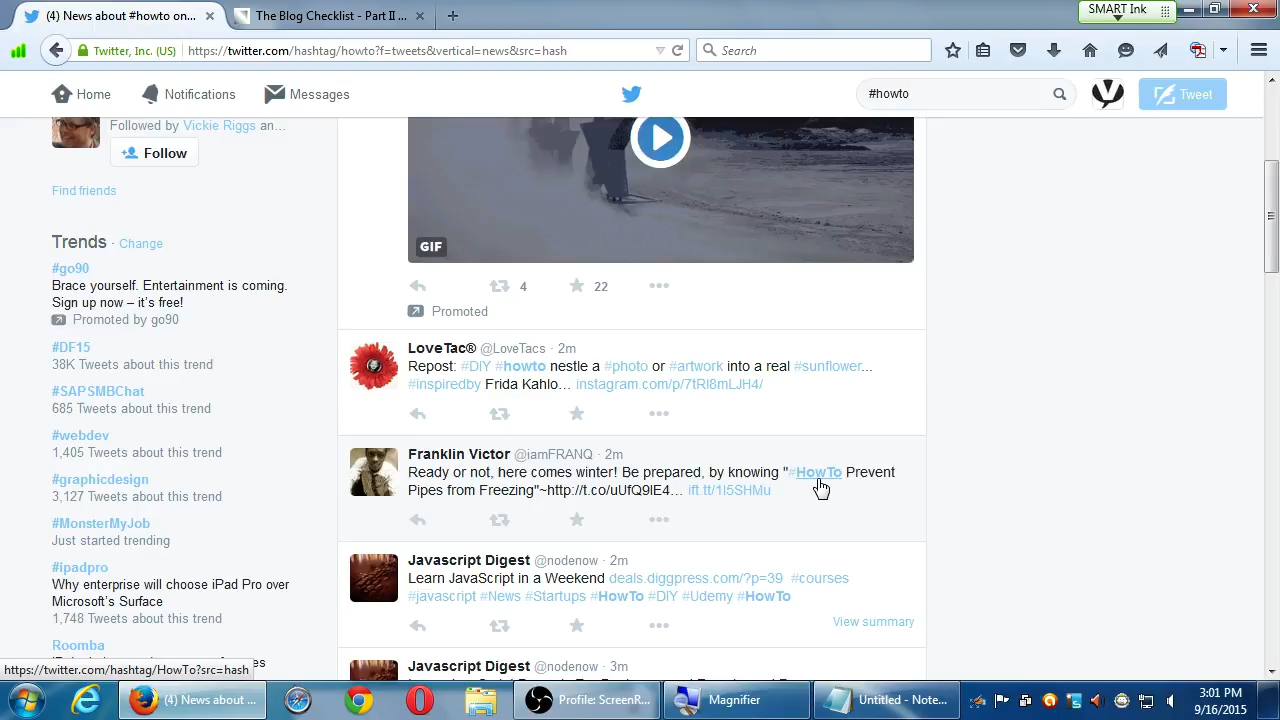 (4) News about #howto on...
The Blog Checklist - Part II ...
SMART Ink
Twitter, Inc. (US)
https://twitter.com/hashtag/howto?f=tweets&vertical=news&src=hash
Search
Home
Notifications
Messages
#howto
Tweet
Followed by Vickie Riggs an...
Follow
Find friends
Trends · Change
#go90
Brace yourself. Entertainment is coming.
Sign up now – it's free!
Promoted by go90
#DF15
38K Tweets about this trend
#SAPSMBChat
685 Tweets about this trend
#webdev
1,405 Tweets about this trend
#graphicdesign
3,127 Tweets about this trend
#MonsterMyJob
Just started trending
#ipadpro
Why enterprise will choose iPad Pro over
Microsoft's Surface
1,748 Tweets about this trend
Roomba
GIF
4
22
Promoted
LoveTac® @LoveTacs · 2m
Repost: #DIY #howto nestle a #photo or #artwork into a real #sunflower...
#inspiredby Frida Kahlo... instagram.com/p/7tRl8mLJH4/
Franklin Victor @iamFRANQ · 2m
Ready or not, here comes winter! Be prepared, by knowing "#HowTo Prevent
Pipes from Freezing"~http://t.co/uUfQ9lE4... ift.tt/1I5SHMu
Javascript Digest @nodenow · 2m
Learn JavaScript in a Weekend deals.diggpress.com/?p=39 #courses
#javascript #News #Startups #HowTo #DIY #Udemy #HowTo
View summary
Javascript Digest @nodenow · 3m
https://twitter.com/hashtag/HowTo?src=hash
(4) News about ...
Profile: ScreenR...
Magnifier
Untitled - Note...
3:01 PM
9/16/2015